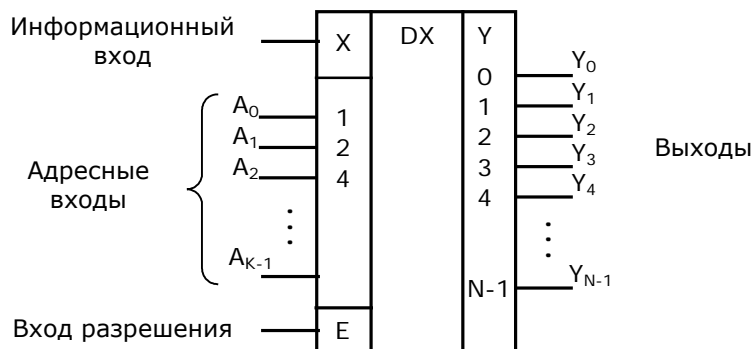 Информационный
вход
X
DX
Y
0
Y0
A0
1
1
Y1
A1
2
2
Y2
Адресные
входы
A2
4
3
Y3
Выходы
4
Y4
AK-1
N-1
YN-1
Вход разрешения
E